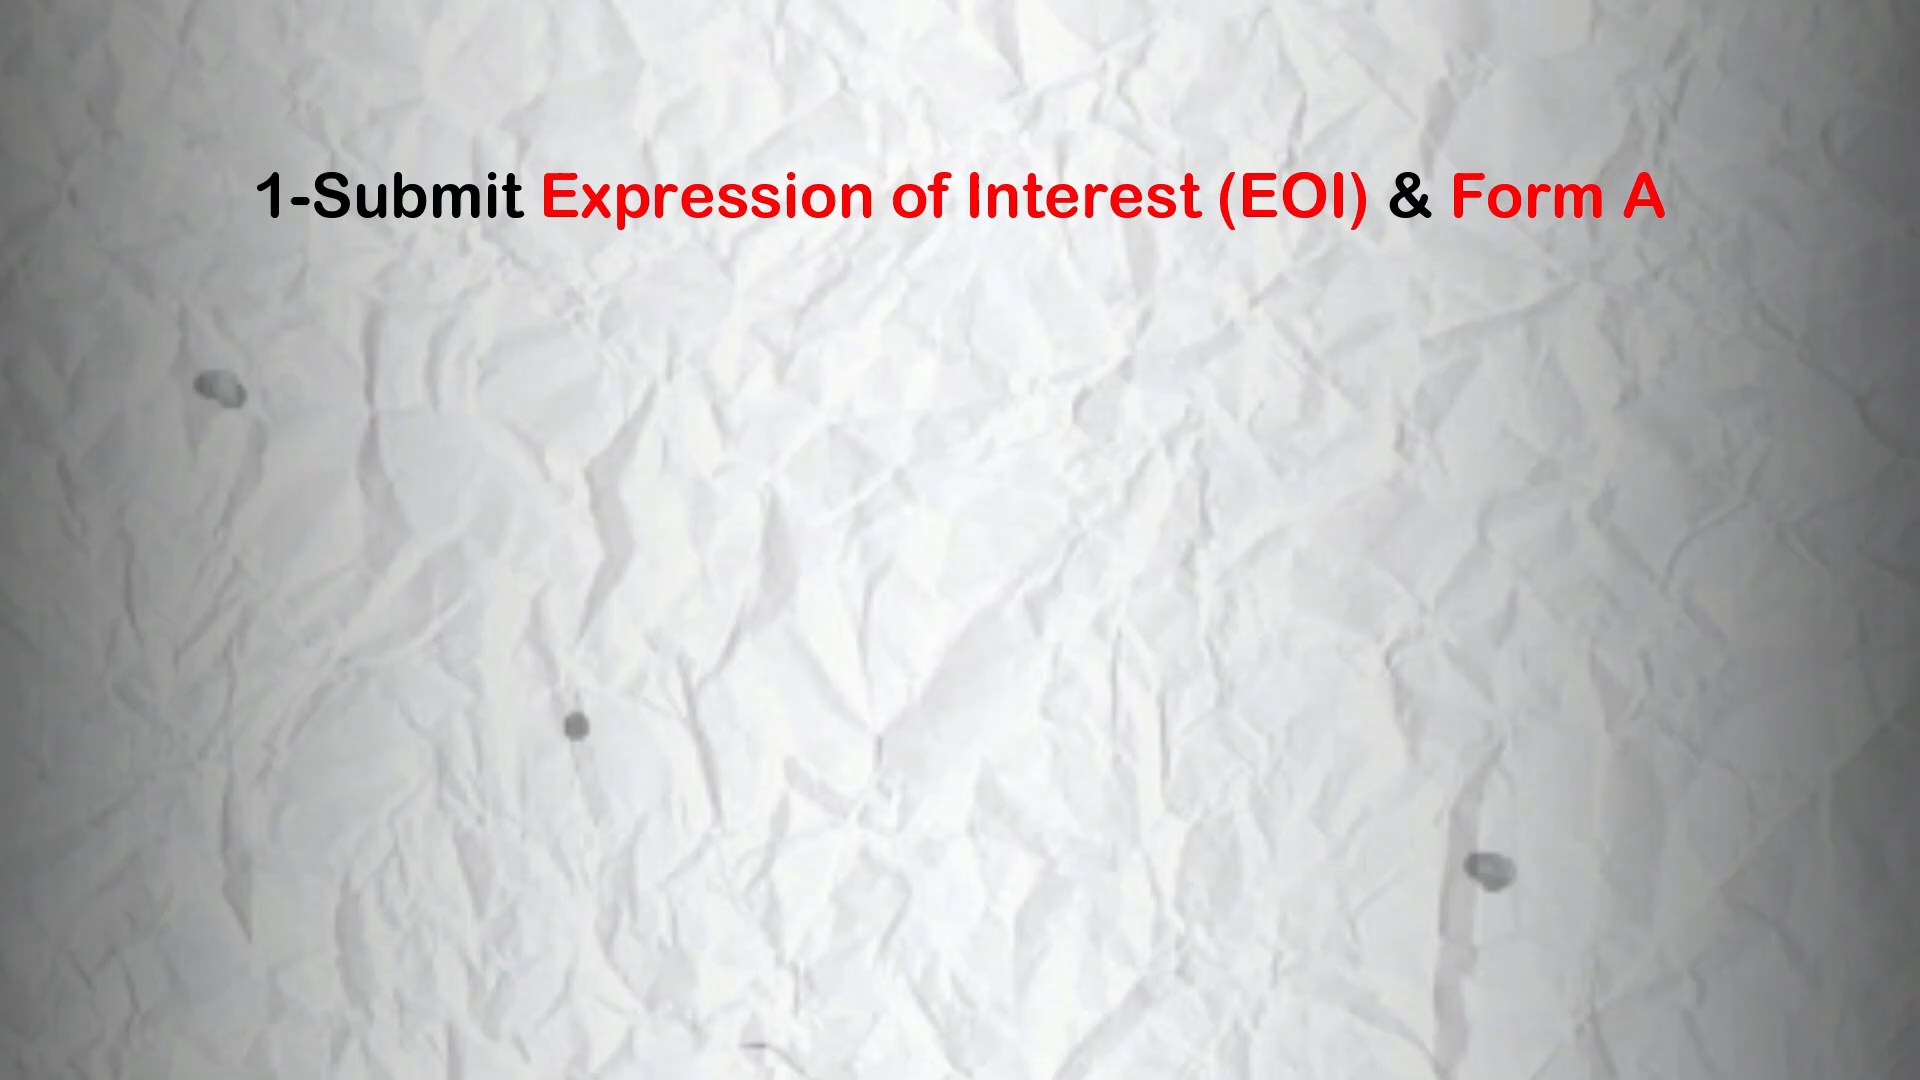 1-Submit Expression of Interest (EOI) & Form A